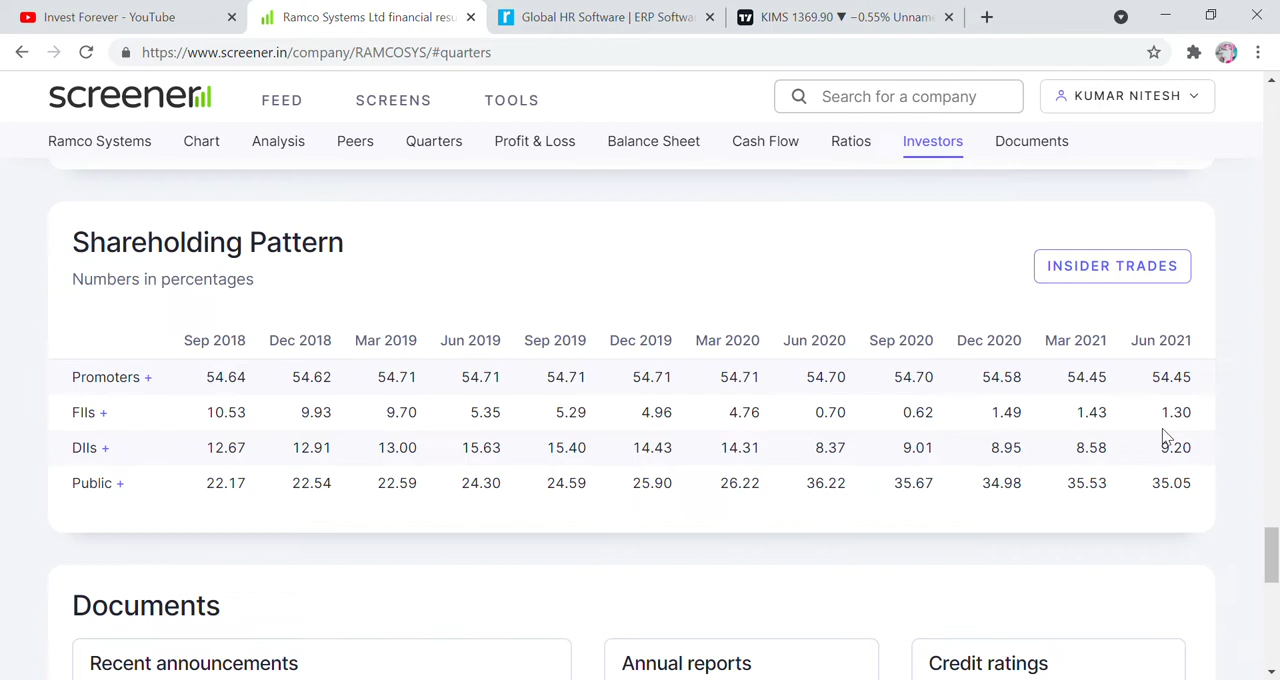 Invest Forever - YouTube
Ramco Systems Ltd financial resu
Global HR Software | ERP Softwa
KIMS 1369.90 ▼ −0.55% Unnam
https://www.screener.in/company/RAMCOSYS/#quarters
screener
FEED SCREENS TOOLS
Search for a company
KUMAR NITESH
Ramco Systems Chart Analysis Peers Quarters Profit & Loss Balance Sheet Cash Flow Ratios Investors Documents
Shareholding Pattern
Numbers in percentages
INSIDER TRADES
Sep 2018 Dec 2018 Mar 2019 Jun 2019 Sep 2019 Dec 2019 Mar 2020 Jun 2020 Sep 2020 Dec 2020 Mar 2021 Jun 2021
Promoters + 54.64 54.62 54.71 54.71 54.71 54.71 54.71 54.70 54.70 54.58 54.45 54.45
FIIs + 10.53 9.93 9.70 5.35 5.29 4.96 4.76 0.70 0.62 1.49 1.43 1.30
DIIs + 12.67 12.91 13.00 15.63 15.40 14.43 14.31 8.37 9.01 8.95 8.58 9.20
Public + 22.17 22.54 22.59 24.30 24.59 25.90 26.22 36.22 35.67 34.98 35.53 35.05
Documents
Recent announcements
Annual reports
Credit ratings